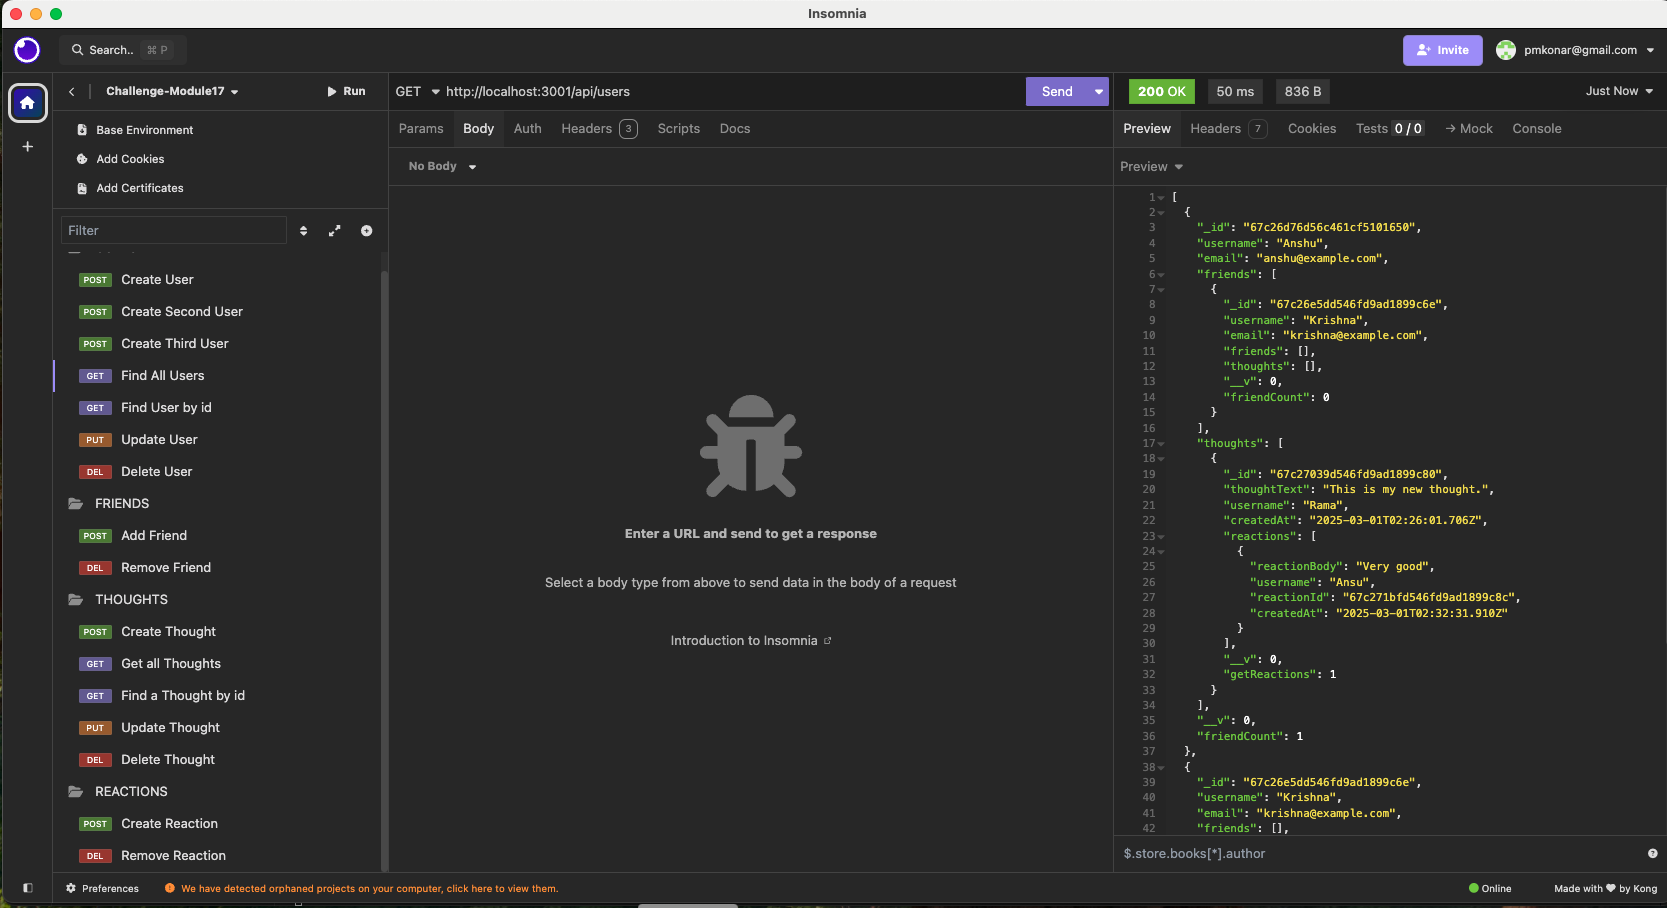 Insomnia
Search.. ⌘ P
Invite
pmkonar@gmail.com
Challenge-Module17
Run
Base Environment
Add Cookies
Add Certificates
Filter
POST Create User
POST Create Second User
POST Create Third User
GET Find All Users
GET Find User by id
PUT Update User
DEL Delete User
FRIENDS
POST Add Friend
DEL Remove Friend
THOUGHTS
POST Create Thought
GET Get all Thoughts
GET Find a Thought by id
PUT Update Thought
DEL Delete Thought
REACTIONS
POST Create Reaction
DEL Remove Reaction
GET http://localhost:3001/api/users
Send
Params Body Auth Headers 3 Scripts Docs
No Body
Enter a URL and send to get a response
Select a body type from above to send data in the body of a request
Introduction to Insomnia
200 OK 50 ms 836 B Just Now
Preview Headers 7 Cookies Tests 0 / 0 → Mock Console
Preview
1 [
2 {
3 "_id": "67c26d76d56c461cf5101650",
4 "username": "Anshu",
5 "email": "anshu@example.com",
6 "friends": [
7 {
8 "_id": "67c26e5dd546fd9ad1899c6e",
9 "username": "Krishna",
10 "email": "krishna@example.com",
11 "friends": [],
12 "thoughts": [],
13 "__v": 0,
14 "friendCount": 0
15 }
16 ],
17 "thoughts": [
18 {
19 "_id": "67c27039d546fd9ad1899c80",
20 "thoughtText": "This is my new thought.",
21 "username": "Rama",
22 "createdAt": "2025-03-01T02:26:01.706Z",
23 "reactions": [
24 {
25 "reactionBody": "Very good",
26 "username": "Ansu",
27 "reactionId": "67c271bfd546fd9ad1899c8c",
28 "createdAt": "2025-03-01T02:32:31.910Z"
29 }
30 ],
31 "__v": 0,
32 "getReactions": 1
33 }
34 ],
35 "__v": 0,
36 "friendCount": 1
37 },
38 {
39 "_id": "67c26e5dd546fd9ad1899c6e",
40 "username": "Krishna",
41 "email": "krishna@example.com",
42 "friends": [],
$.store.books[*].author
Preferences
We have detected orphaned projects on your computer, click here to view them.
Online
Made with ♥ by Kong